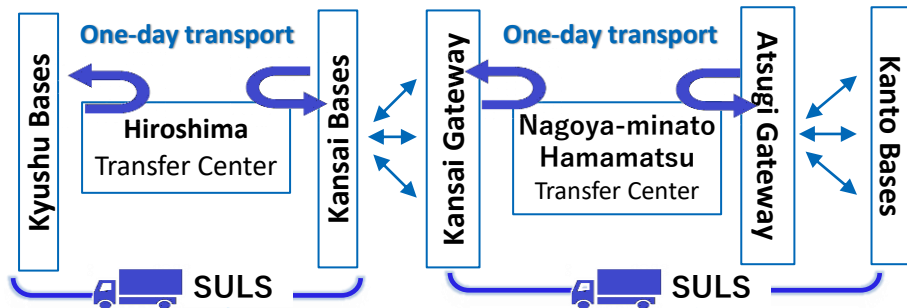 One-day transport
One-day transport
Kyushu Bases
Hiroshima
Transfer Center
Kansai Bases
Kansai Gateway
Nagoya-minato
Hamamatsu
Transfer Center
Atsugi Gateway
Kanto Bases
SULS
SULS